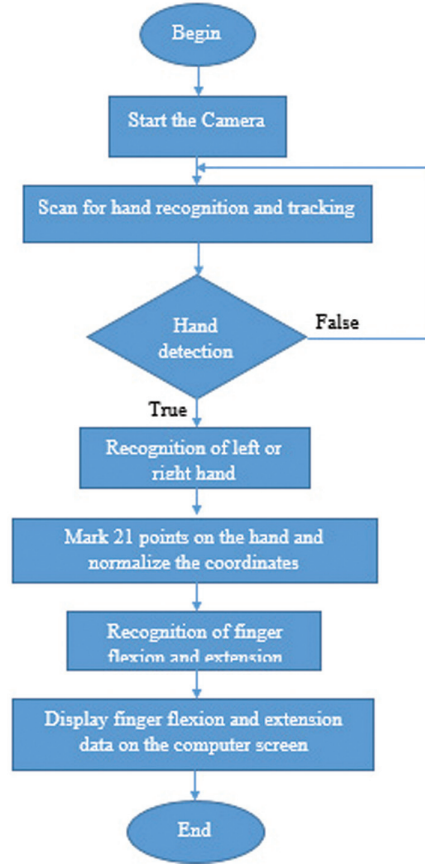 Begin
Start the Camera
Scan for hand recognition and tracking
Hand
detection
False
True
Recognition of left or
right hand
Mark 21 points on the hand and
normalize the coordinates
Recognition of finger
flexion and extension
Display finger flexion and extension
data on the computer screen
End